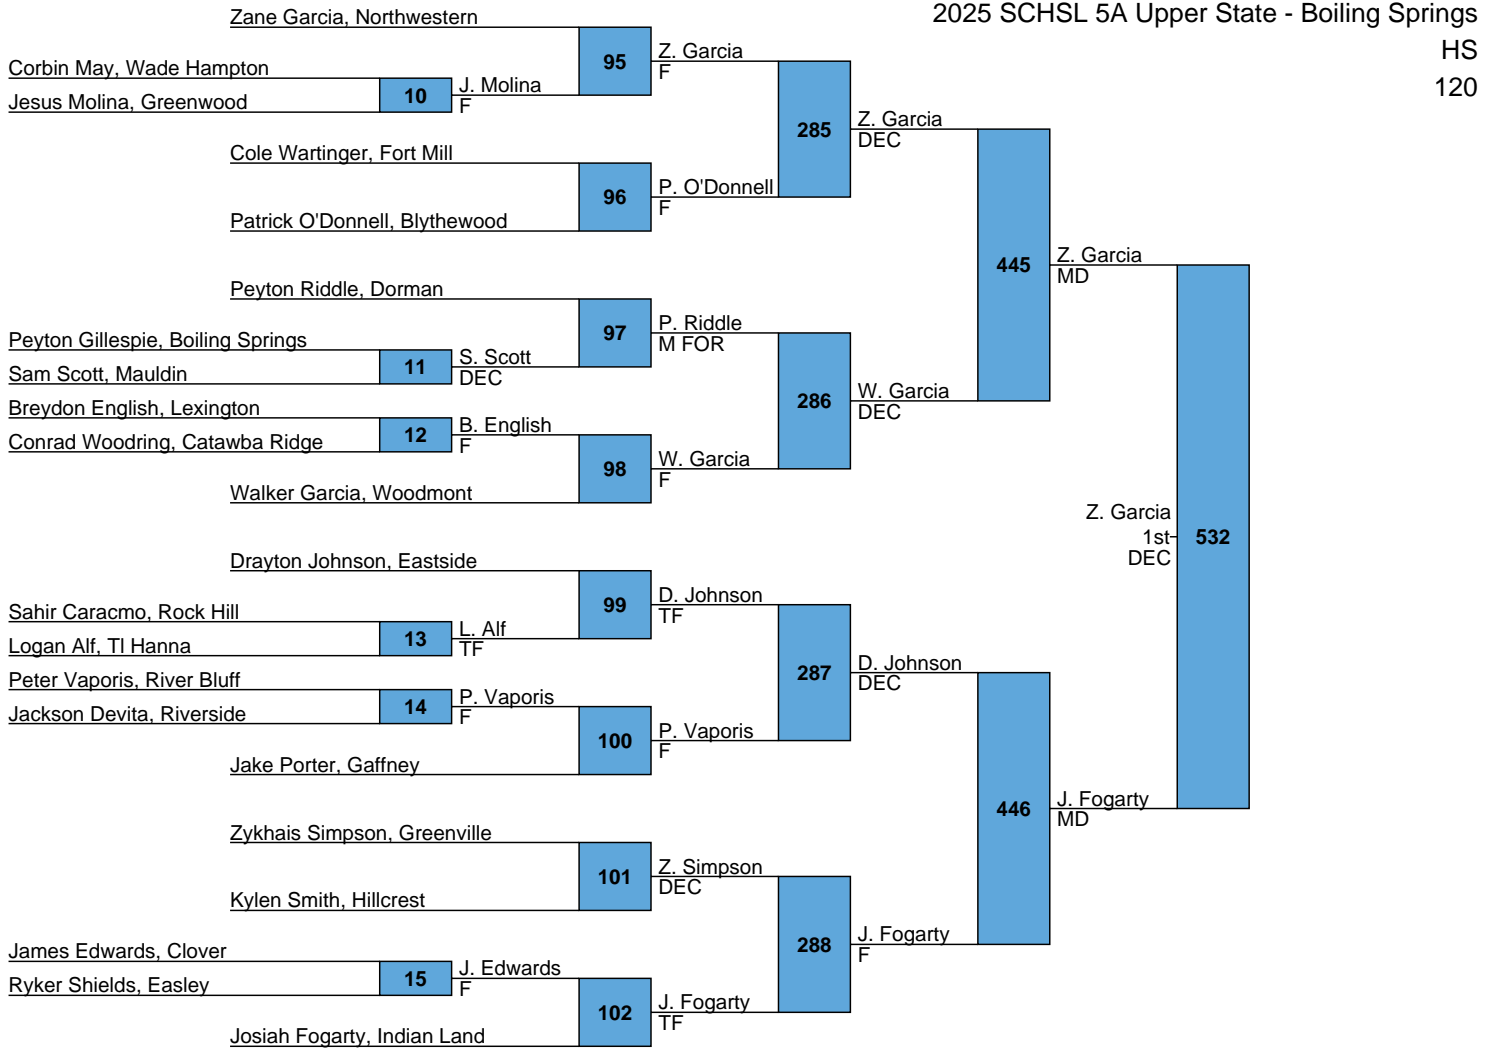 2025 SCHSL 5A Upper State - Boiling Springs
HS
120
Zane Garcia, Northwestern
95
Z. Garcia
F
Corbin May, Wade Hampton
10
J. Molina
F
Jesus Molina, Greenwood
285
Z. Garcia
DEC
Cole Wartinger, Fort Mill
96
P. O'Donnell
F
Patrick O'Donnell, Blythewood
445
Z. Garcia
MD
Peyton Riddle, Dorman
97
P. Riddle
M FOR
Peyton Gillespie, Boiling Springs
11
S. Scott
DEC
Sam Scott, Mauldin
286
W. Garcia
DEC
Breydon English, Lexington
12
B. English
F
Conrad Woodring, Catawba Ridge
98
W. Garcia
F
Walker Garcia, Woodmont
Z. Garcia
1st
DEC
532
Drayton Johnson, Eastside
99
D. Johnson
TF
Sahir Caracmo, Rock Hill
13
L. Alf
TF
Logan Alf, Tl Hanna
287
D. Johnson
DEC
Peter Vaporis, River Bluff
14
P. Vaporis
F
Jackson Devita, Riverside
100
P. Vaporis
F
Jake Porter, Gaffney
446
J. Fogarty
MD
Zykhais Simpson, Greenville
101
Z. Simpson
DEC
Kylen Smith, Hillcrest
288
J. Fogarty
F
James Edwards, Clover
15
J. Edwards
F
Ryker Shields, Easley
102
J. Fogarty
TF
Josiah Fogarty, Indian Land